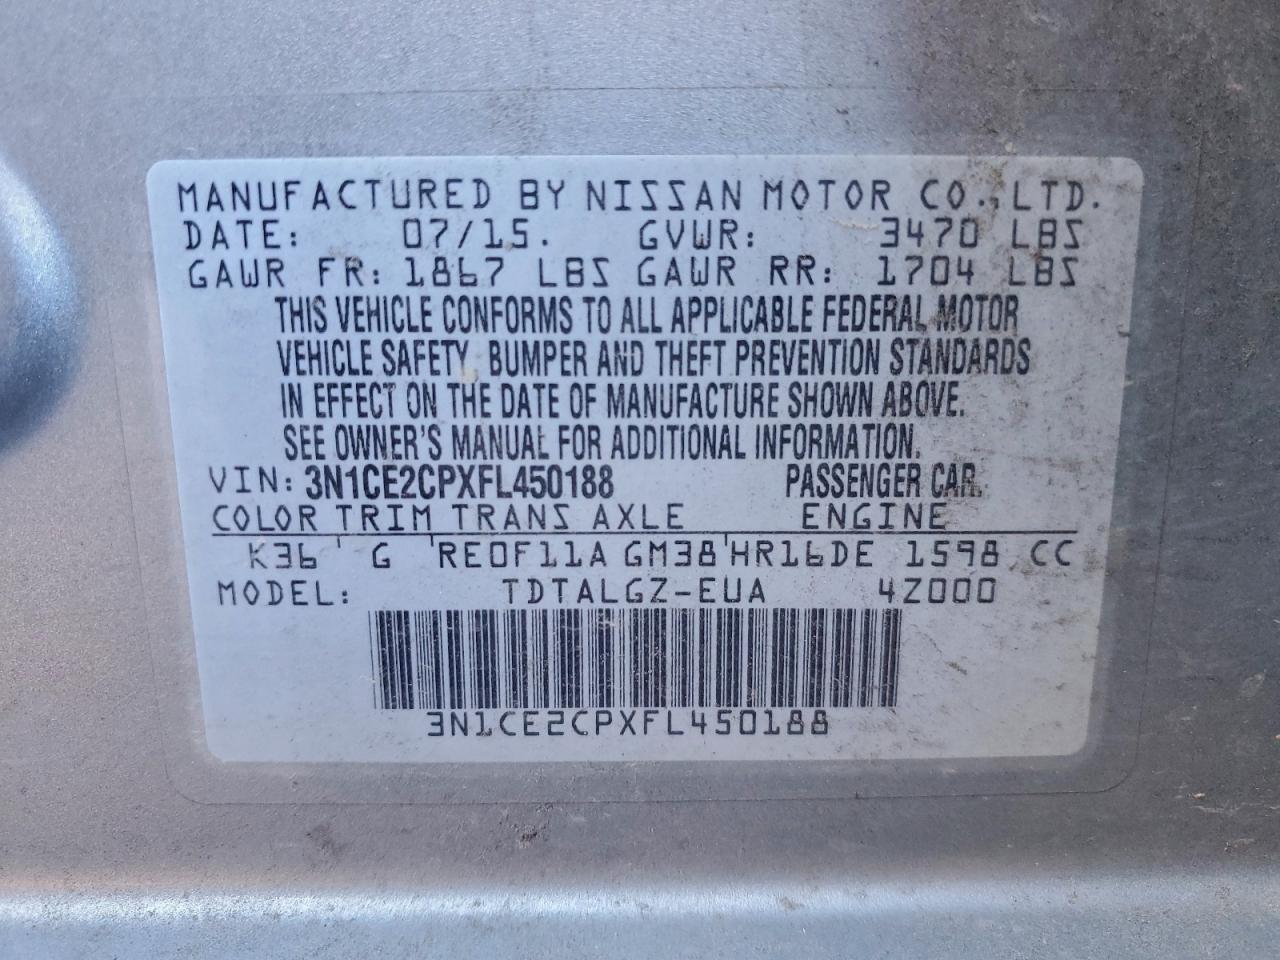 MANUFACTURED BY NISSAN MOTOR CO., LTD.
DATE: 07/15. GVWR: 3470 LBS
GAWR FR: 1867 LBS GAWR RR: 1704 LBS
THIS VEHICLE CONFORMS TO ALL APPLICABLE FEDERAL MOTOR
VEHICLE SAFETY, BUMPER AND THEFT PREVENTION STANDARDS
IN EFFECT ON THE DATE OF MANUFACTURE SHOWN ABOVE.
SEE OWNER'S MANUAL FOR ADDITIONAL INFORMATION.
VIN: 3N1CE2CPXFL450188 PASSENGER CAR.
COLOR TRIM TRANS AXLE ENGINE
K36 G RE0F11A GM38 HR16DE 1598 CC
MODEL: TDTALGZ-EUA 4Z000
3N1CE2CPXFL450188